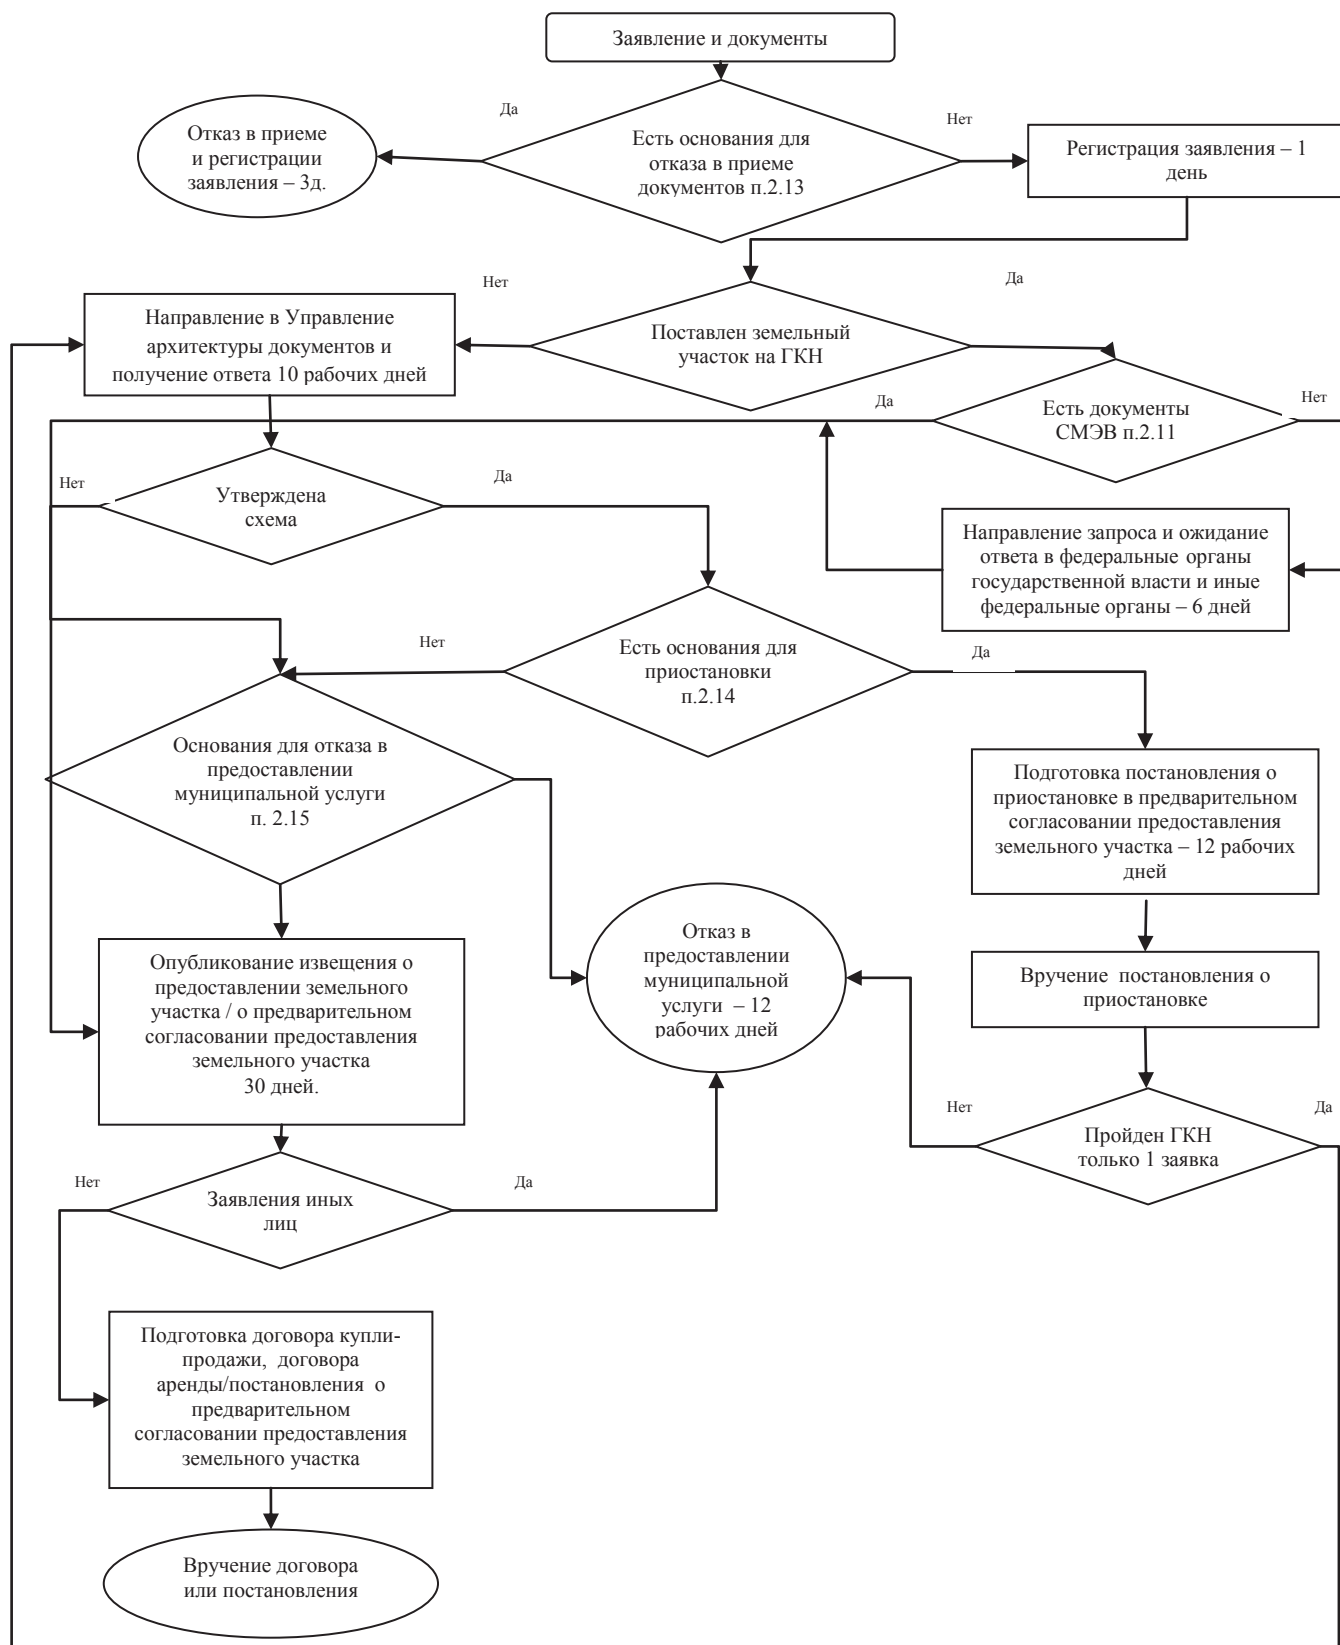 Заявление и документы
Да
Нет
Отказ в приеме
и регистрации
заявления – 3д.
Есть основания для
отказа в приеме
документов п.2.13
Регистрация заявления – 1
день
Нет
Да
Направление в Управление
архитектуры документов и
получение ответа 10 рабочих дней
Поставлен земельный
участок на ГКН
Да
Нет
Есть документы
СМЭВ п.2.11
Нет
Да
Утверждена
схема
Направление запроса и ожидание
ответа в федеральные органы
государственной власти и иные
федеральные органы – 6 дней
Нет
Да
Есть основания для
приостановки
п.2.14
Основания для отказа в
предоставлении
муниципальной услуги
п. 2.15
Подготовка постановления о
приостановке в предварительном
согласовании предоставления
земельного участка – 12 рабочих
дней
Отказ в
предоставлении
муниципальной
услуги – 12
рабочих дней
Опубликование извещения о
предоставлении земельного
участка / о предварительном
согласовании предоставления
земельного участка
30 дней.
Вручение постановления о
приостановке
Нет
Да
Пройден ГКН
только 1 заявка
Нет
Да
Заявления иных
лиц
Подготовка договора купли-
продажи, договора
аренды/постановления о
предварительном
согласовании предоставления
земельного участка
Вручение договора
или постановления